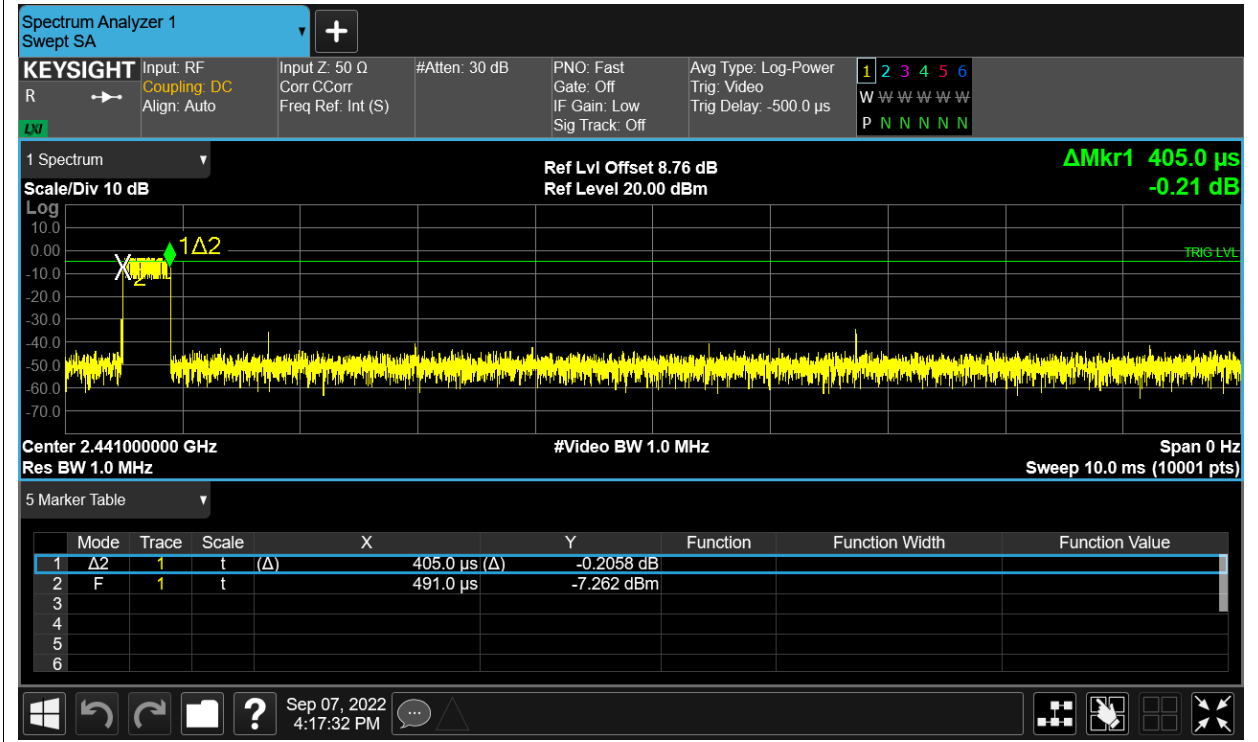 Spectrum Analyzer 1
Swept SA
KEYSIGHT
R
LXI
Input: RF
Coupling: DC
Align: Auto
Input Z: 50 Ω
Corr CCorr
Freq Ref: Int (S)
#Atten: 30 dB
PNO: Fast
Gate: Off
IF Gain: Low
Sig Track: Off
Avg Type: Log-Power
Trig: Video
Trig Delay: -500.0 µs
1 2 3 4 5 6
W W W W W W
P N N N N N
1 Spectrum
Scale/Div 10 dB
Ref Lvl Offset 8.76 dB
Ref Level 20.00 dBm
ΔMkr1 405.0 µs
-0.21 dB
Log
10.0
0.00
-10.0
-20.0
-30.0
-40.0
-50.0
-60.0
-70.0
1Δ2
X
2
TRIG LVL
Center 2.441000000 GHz
#Video BW 1.0 MHz
Span 0 Hz
Res BW 1.0 MHz
Sweep 10.0 ms (10001 pts)
5 Marker Table
Mode Trace Scale X Y Function Function Width Function Value
1 Δ2 1 t (Δ) 405.0 µs (Δ) -0.2058 dB
2 F 1 t 491.0 µs -7.262 dBm
3
4
5
6
?
Sep 07, 2022
4:17:32 PM